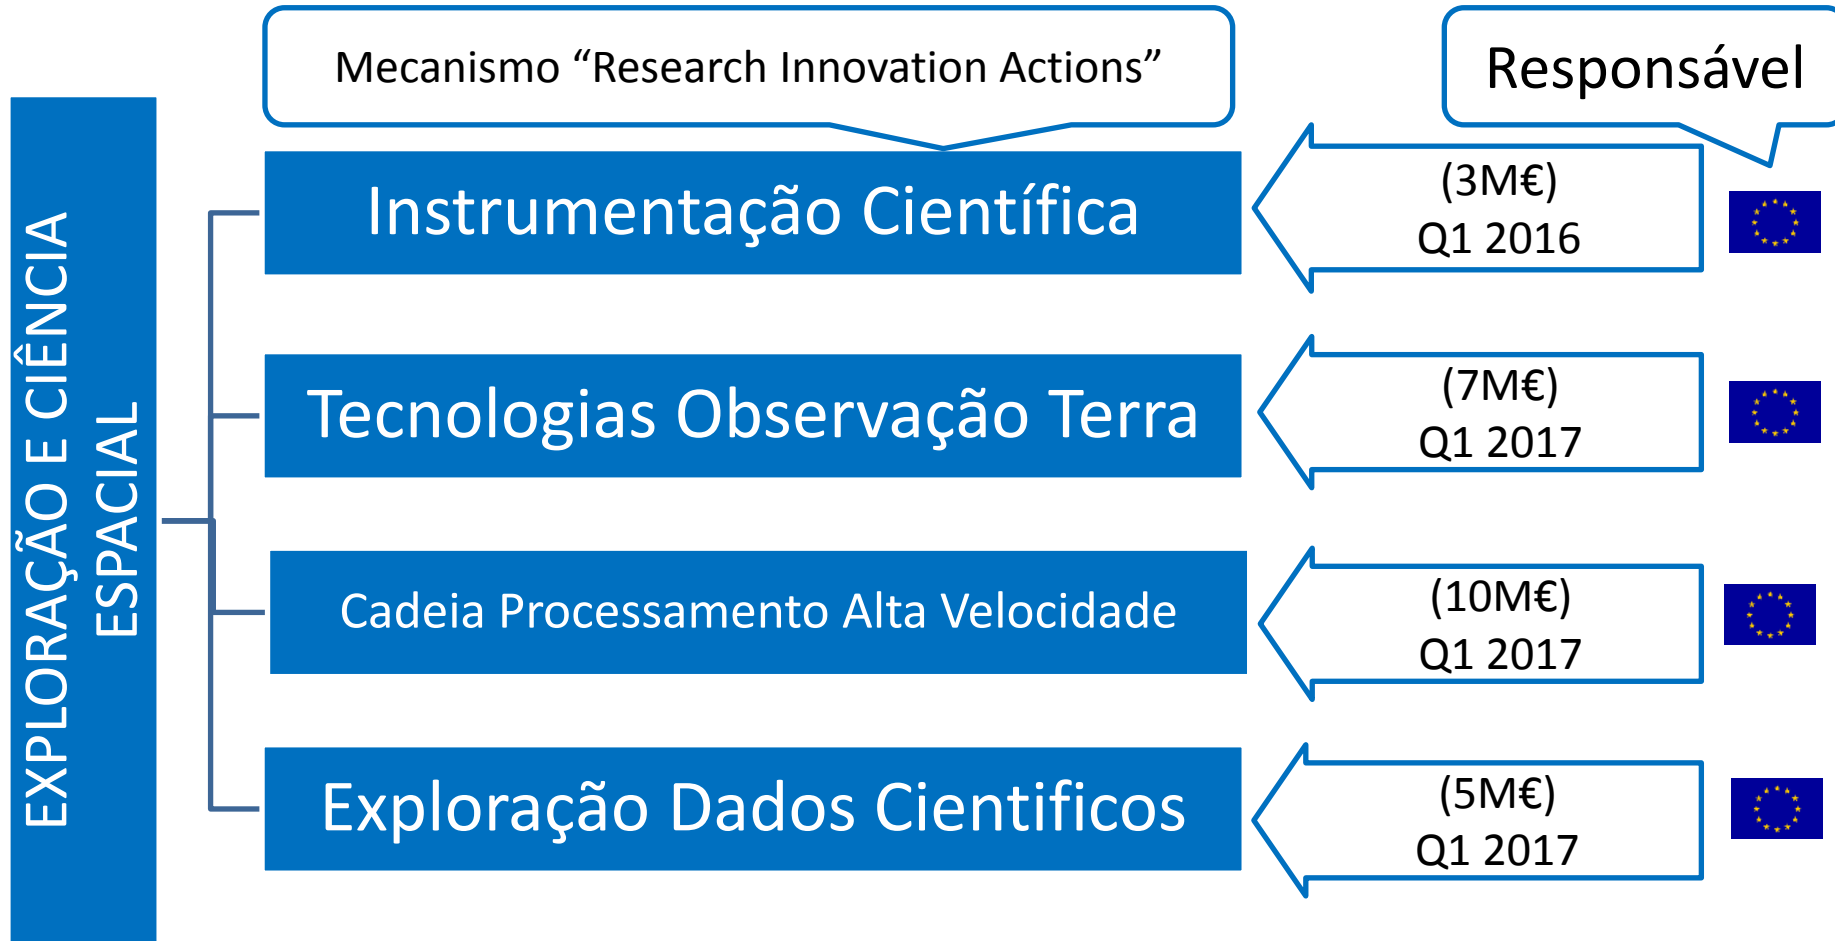 Mecanismo “Research Innovation Actions”
Responsável
EXPLORAÇÃO E CIÊNCIA
ESPACIAL
Instrumentação Científica
(3M€)
Q1 2016
Tecnologias Observação Terra
(7M€)
Q1 2017
Cadeia Processamento Alta Velocidade
(10M€)
Q1 2017
Exploração Dados Cientificos
(5M€)
Q1 2017